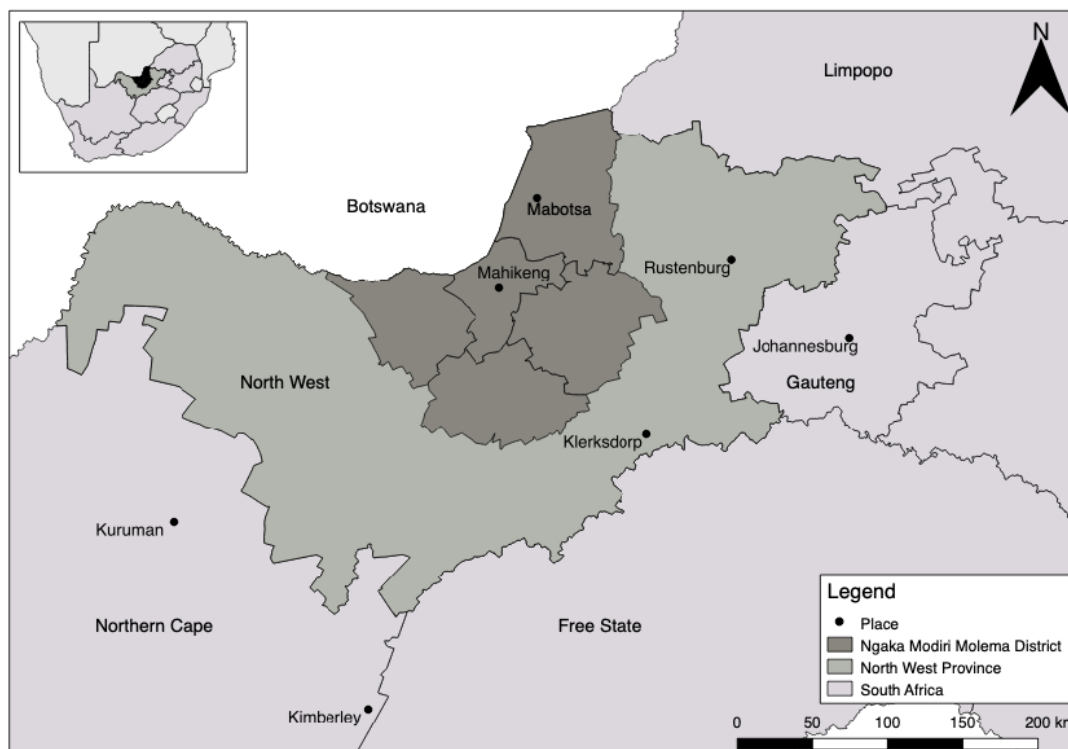 N
Limpopo
Botswana
Mabotsa
Mahikeng
Rustenburg
Johannesburg
Gauteng
North West
Klerksdorp
Kuruman
Northern Cape
Free State
Kimberley
Legend
Place
Ngaka Modiri Molema District
North West Province
South Africa
0 50 100 150 200 km